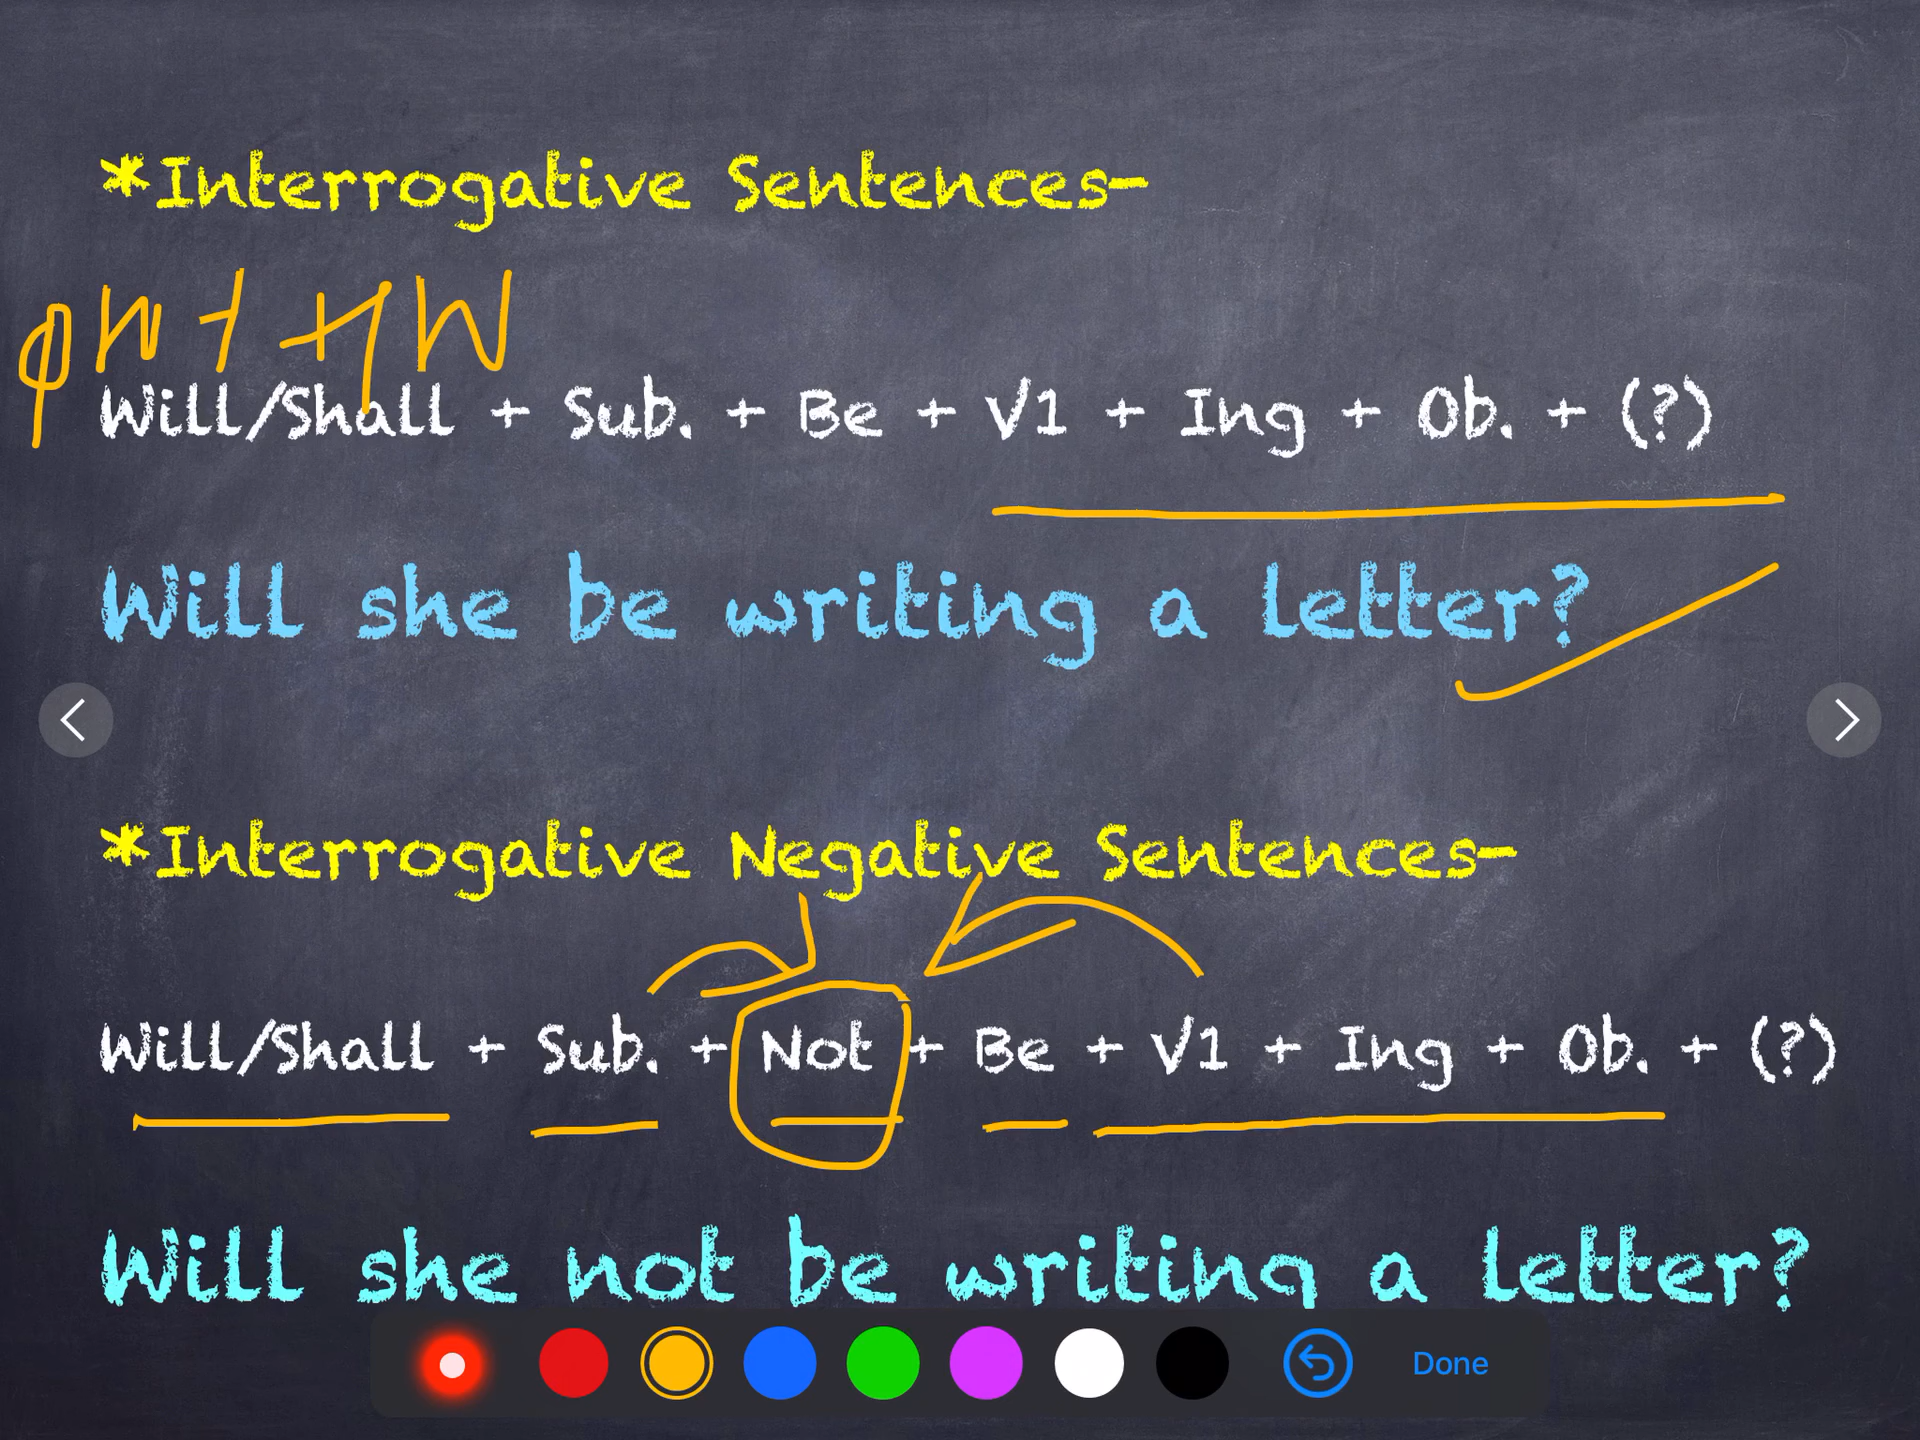 *Interrogative Sentences-
Will/Shall + Sub. + Be + V1 + Ing + Ob. + (?)
Will she be writing a letter?
*Interrogative Negative Sentences-
Will/Shall + Sub. + Not + Be + V1 + Ing + Ob. + (?)
Will she not be writing a letter?
Done